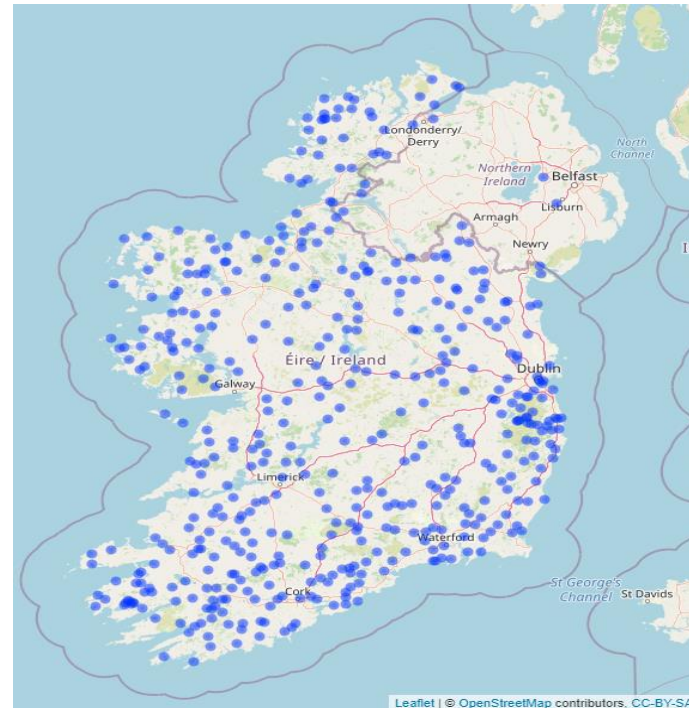 Londonderry/
Derry
North
Channel
Northern
Ireland
Belfast
Lisburn
Armagh
Newry
Éire / Ireland
Dublin
Galway
Limerick
Waterford
Cork
St George's
Channel
St Davids
Leaflet | © OpenStreetMap contributors, CC-BY-SA